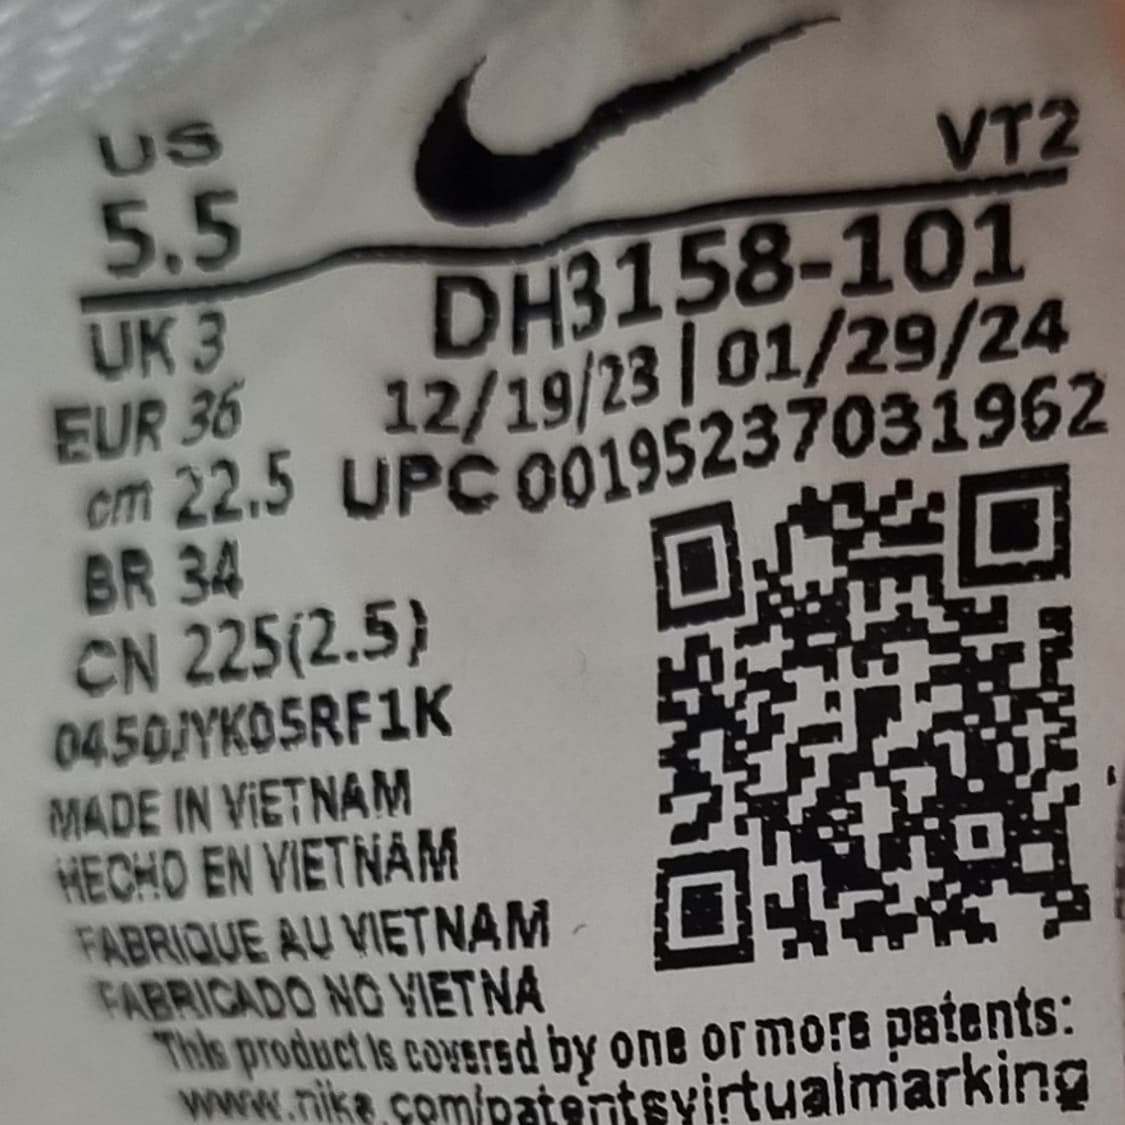 US
VT2
5.5
DH3158-101
UK 3
12/19/23 | 01/29/24
EUR 36
UPC 00195237031962
cm 22.5
BR 34
CN 225(2.5)
0450JYK05RF1K
MADE IN VIETNAM
HECHO EN VIETNAM
FABRIQUE AU VIETNAM
FABRICADO NO VIETNA
This product is covered by one or more patents:
www.nike.com/patentsvirtualmarking